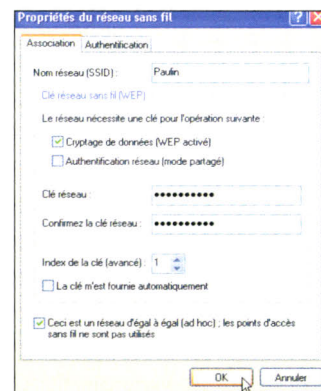 Propriétés du réseau sans fil
Association Authentification
Nom réseau (SSID) : Paulin
Clé réseau sans fil (WEP)
Le réseau nécessite une clé pour l'opération suivante :
Cryptage de données (WEP activé)
Authentification réseau (mode partagé)
Clé réseau : ••••••••••
Confirmez la clé réseau : ••••••••••
Index de la clé (avancé) : 1
La clé m'est fournie automatiquement
Ceci est un réseau d'égal à égal (ad hoc) ; les points d'accès
sans fil ne sont pas utilisés
OK Annuler